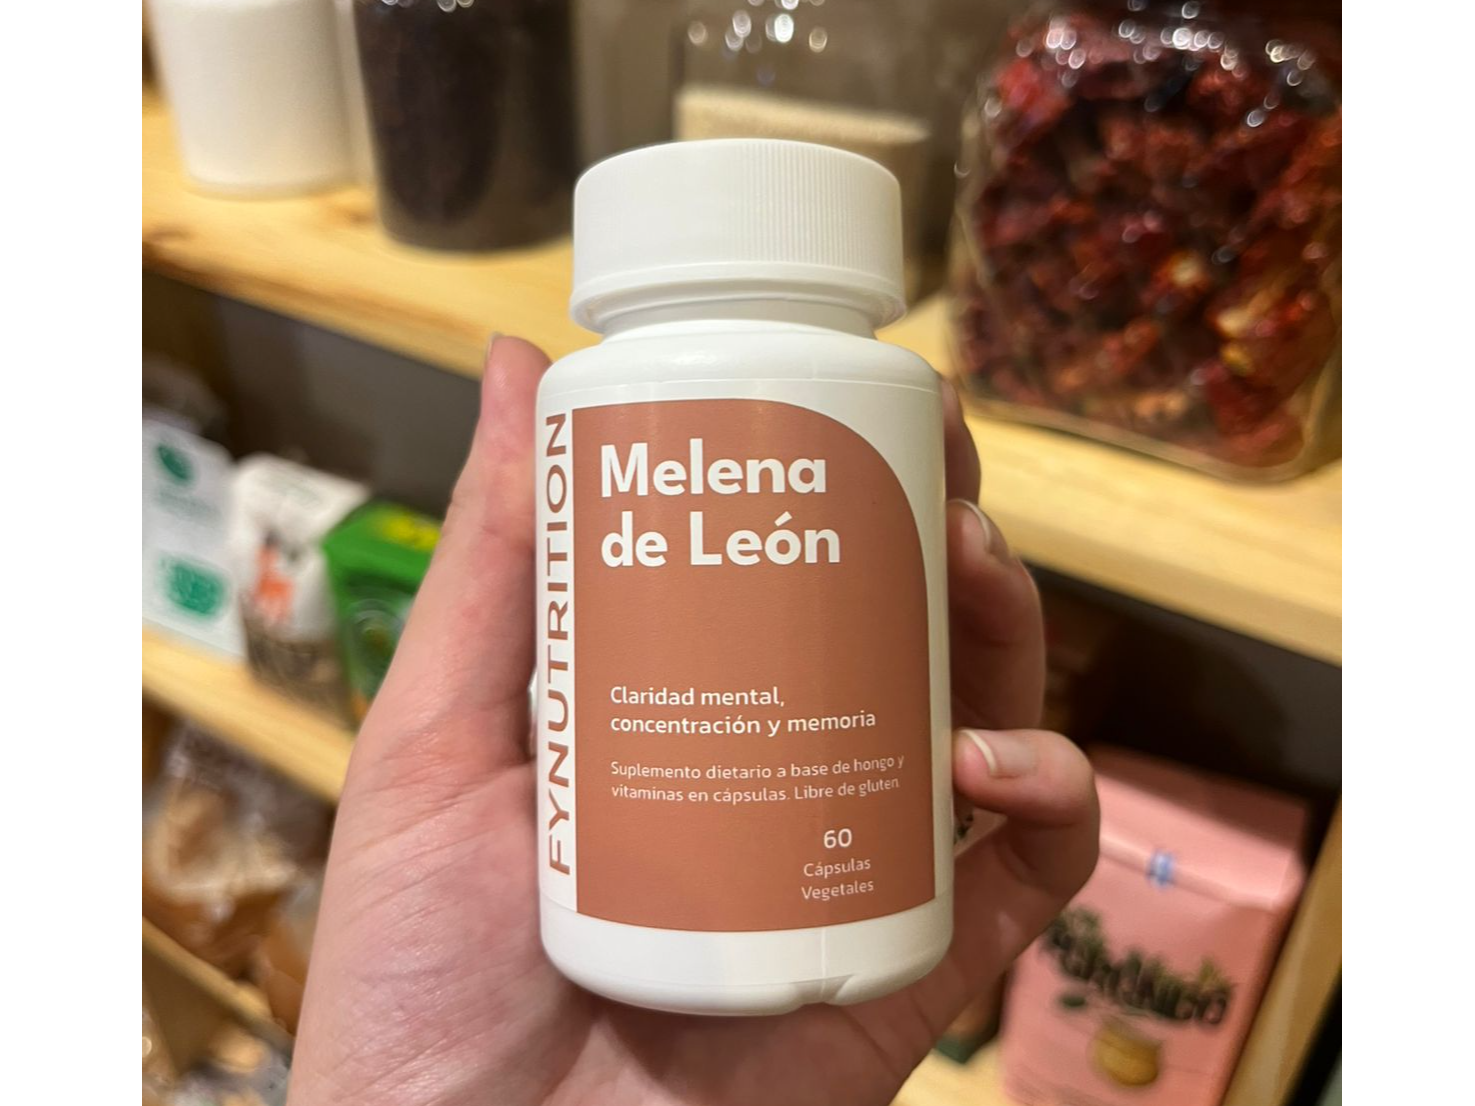 FYNUTRITION
Melena
de León
Claridad mental,
concentración y memoria
Suplemento dietario a base de hongo y
vitaminas en cápsulas. Libre de gluten
60
Cápsulas
Vegetales